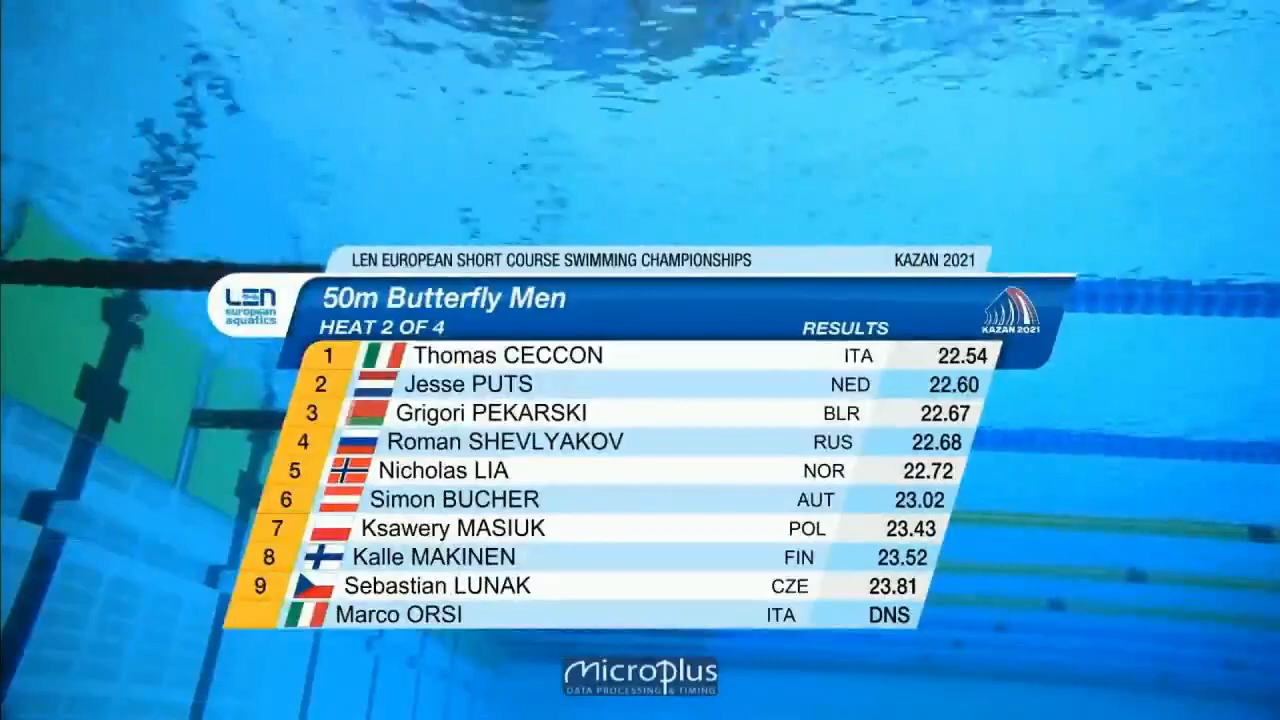 LEN EUROPEAN SHORT COURSE SWIMMING CHAMPIONSHIPS KAZAN 2021
LEN european aquatics
50m Butterfly Men
HEAT 2 OF 4 RESULTS
KAZAN 2021
1 Thomas CECCON ITA 22.54
2 Jesse PUTS NED 22.60
3 Grigori PEKARSKI BLR 22.67
4 Roman SHEVLYAKOV RUS 22.68
5 Nicholas LIA NOR 22.72
6 Simon BUCHER AUT 23.02
7 Ksawery MASIUK POL 23.43
8 Kalle MAKINEN FIN 23.52
9 Sebastian LUNAK CZE 23.81
Marco ORSI ITA DNS
Microplus
DATA PROCESSING & TIMING